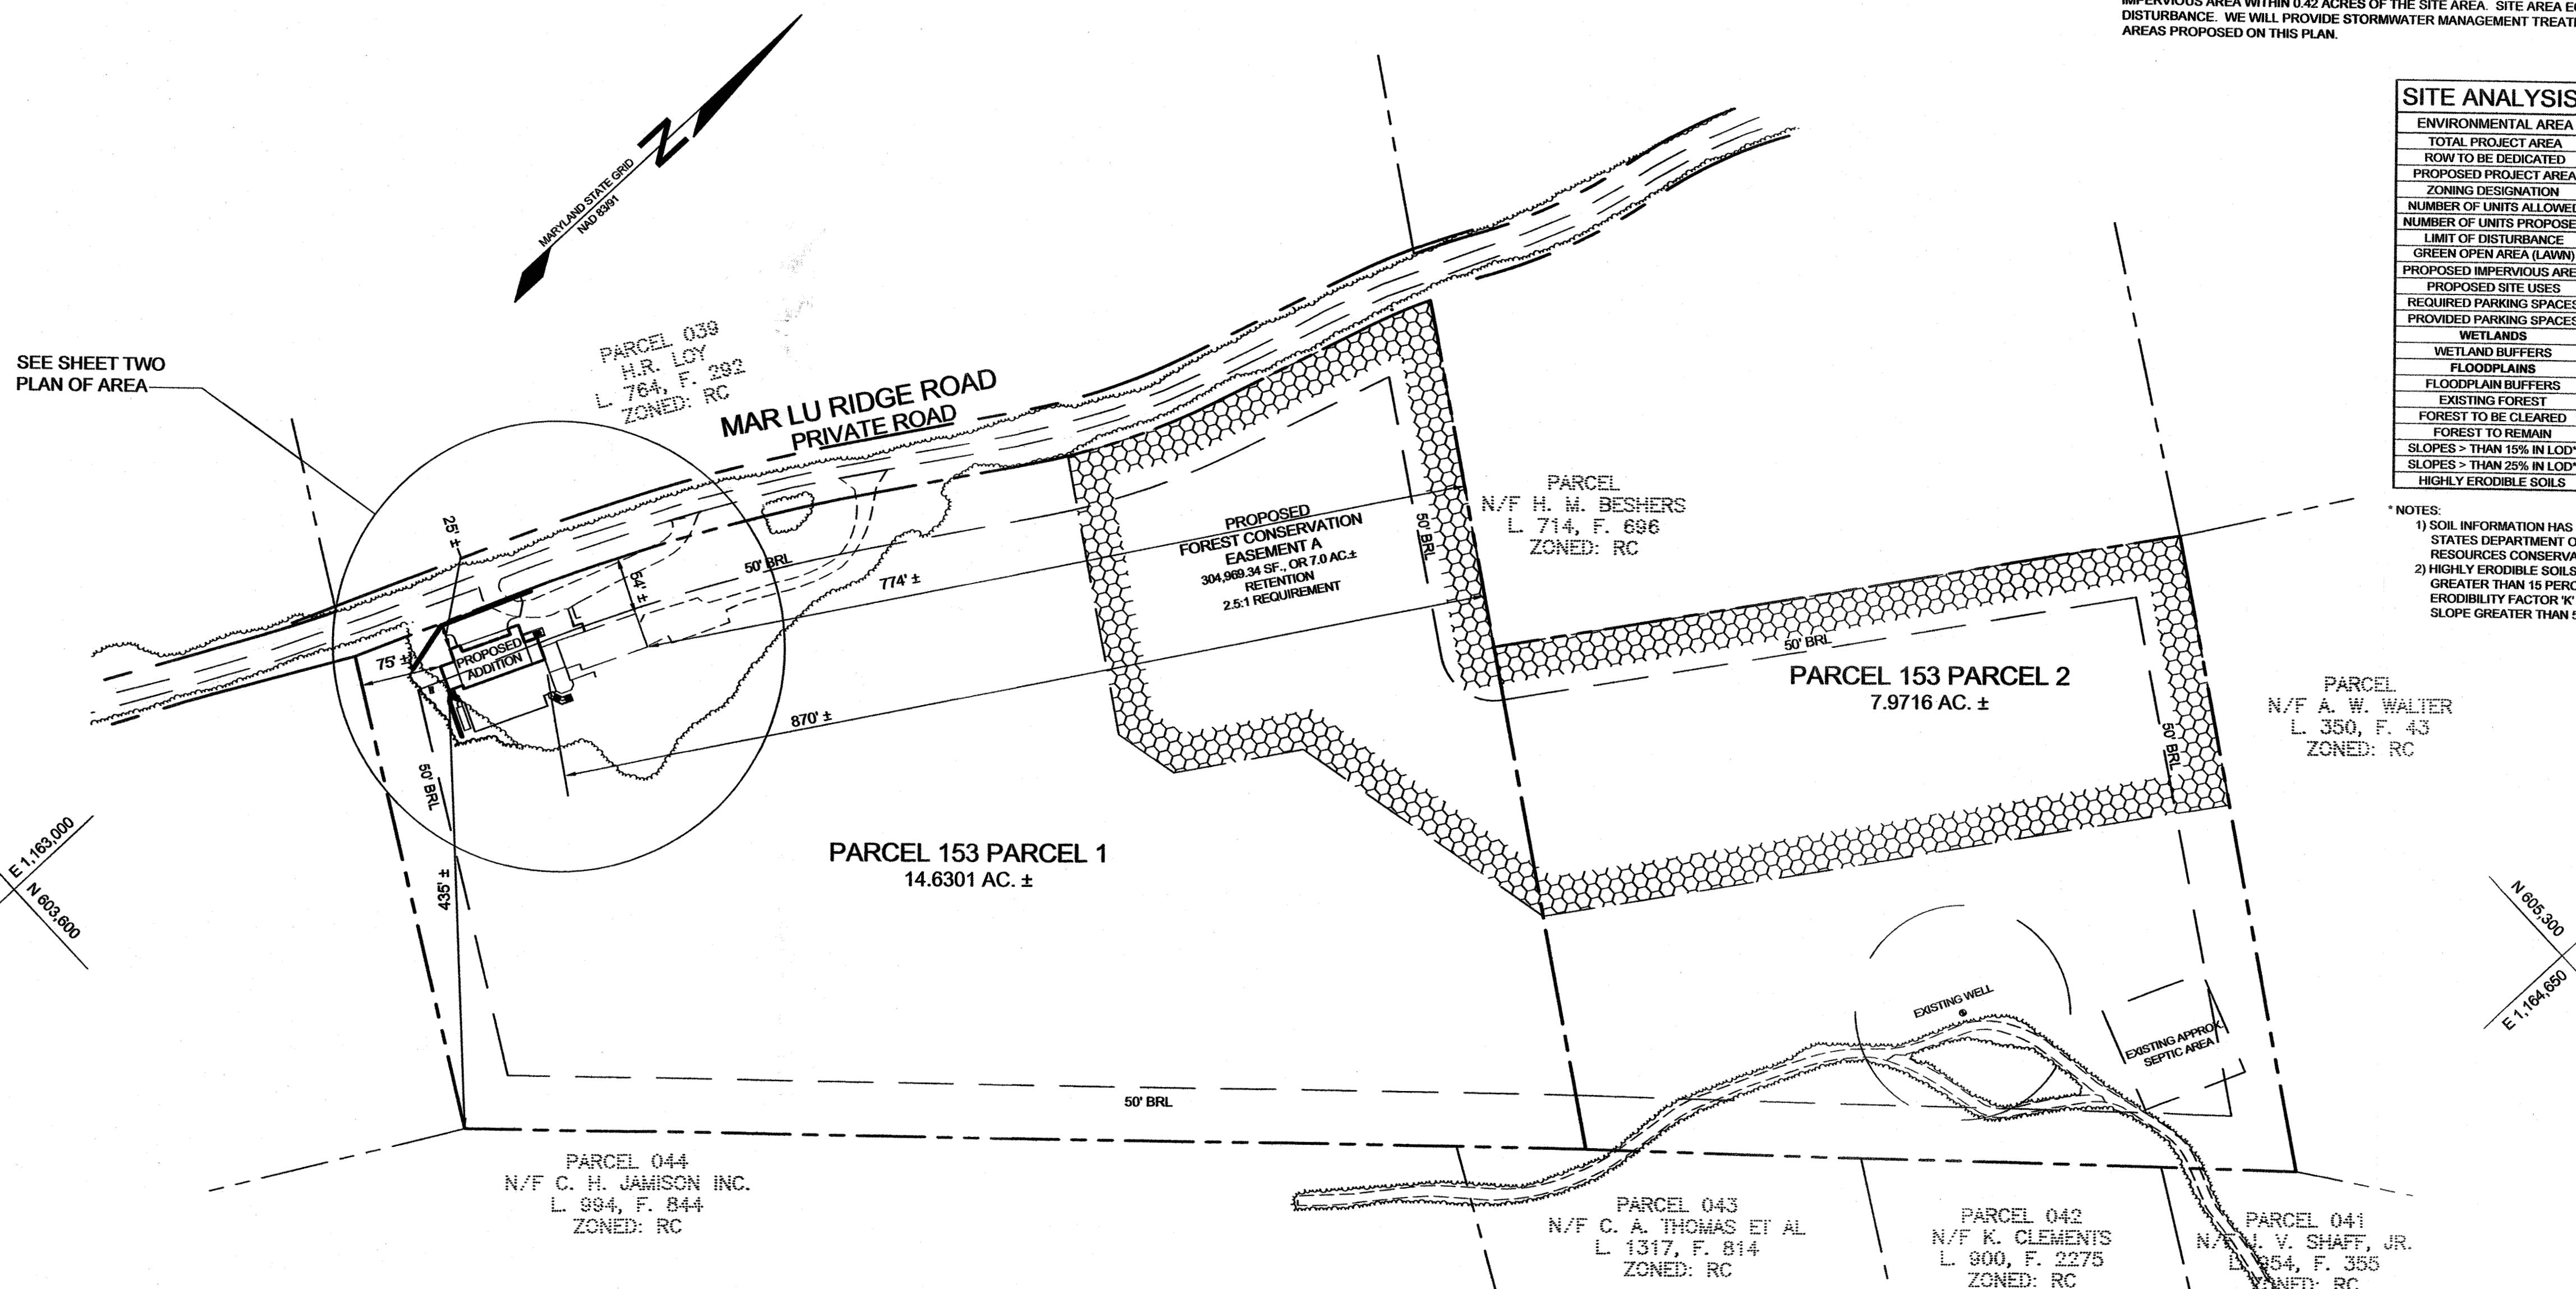 IMPERVIOUS AREA WITHIN 0.42 ACRES OF THE SITE AREA. SITE AREA
DISTURBANCE. WE WILL PROVIDE STORMWATER MANAGEMENT
AREAS PROPOSED ON THIS PLAN.
SITE ANALYSIS
ENVIRONMENTAL AREA
TOTAL PROJECT AREA
ROW TO BE DEDICATED
PROPOSED PROJECT AREA
ZONING DESIGNATION
NUMBER OF UNITS ALLOWED
NUMBER OF UNITS PROPOSE
LIMIT OF DISTURBANCE
GREEN OPEN AREA (LAWN)
PROPOSED IMPERVIOUS ARE
PROPOSED SITE USES
REQUIRED PARKING SPACES
PROVIDED PARKING SPACES
WETLANDS
WETLAND BUFFERS
FLOODPLAINS
FLOODPLAIN BUFFERS
EXISTING FOREST
FOREST TO BE CLEARED
FOREST TO REMAIN
SLOPES > THAN 15% IN LOD*
SLOPES > THAN 25% IN LOD*
HIGHLY ERODIBLE SOILS
* NOTES:
1) SOIL INFORMATION HAS
STATES DEPARTMENT O
RESOURCES CONSERVA
2) HIGHLY ERODIBLE SOILS
GREATER THAN 15 PERC
ERODIBILITY FACTOR 'K'
SLOPE GREATER THAN 5
MARYLAND STATE GRID
NAD 83/91
N
SEE SHEET TWO
PLAN OF AREA
PARCEL 039
H.R. LOY
L. 764, F. 292
ZONED: RC
MAR LU RIDGE ROAD
PRIVATE ROAD
25' ±
54' ±
50' BRL
774' ±
75' ±
PROPOSED
ADDITION
870' ±
50' BRL
435' ±
PROPOSED
FOREST CONSERVATION
EASEMENT A
304,969.34 SF., OR 7.0 AC.±
RETENTION
2.5:1 REQUIREMENT
50' BRL
PARCEL
N/F H. M. BESHERS
L. 714, F. 696
ZONED: RC
50' BRL
PARCEL 153 PARCEL 2
7.9716 AC. ±
50' BRL
PARCEL
N/F A. W. WALTER
L. 350, F. 43
ZONED: RC
PARCEL 153 PARCEL 1
14.6301 AC. ±
E 1,163,000
N 603,600
N 605,300
E 1,164,650
EXISTING WELL
EXISTING APPROX.
SEPTIC AREA
50' BRL
PARCEL 044
N/F C. H. JAMISON INC.
L. 994, F. 844
ZONED: RC
PARCEL 043
N/F C. A. THOMAS ET AL
L. 1317, F. 814
ZONED: RC
PARCEL 042
N/F K. CLEMENTS
L. 900, F. 2275
ZONED: RC
PARCEL 041
N/F J. V. SHAFF, JR.
L. 954, F. 355
ZONED: RC